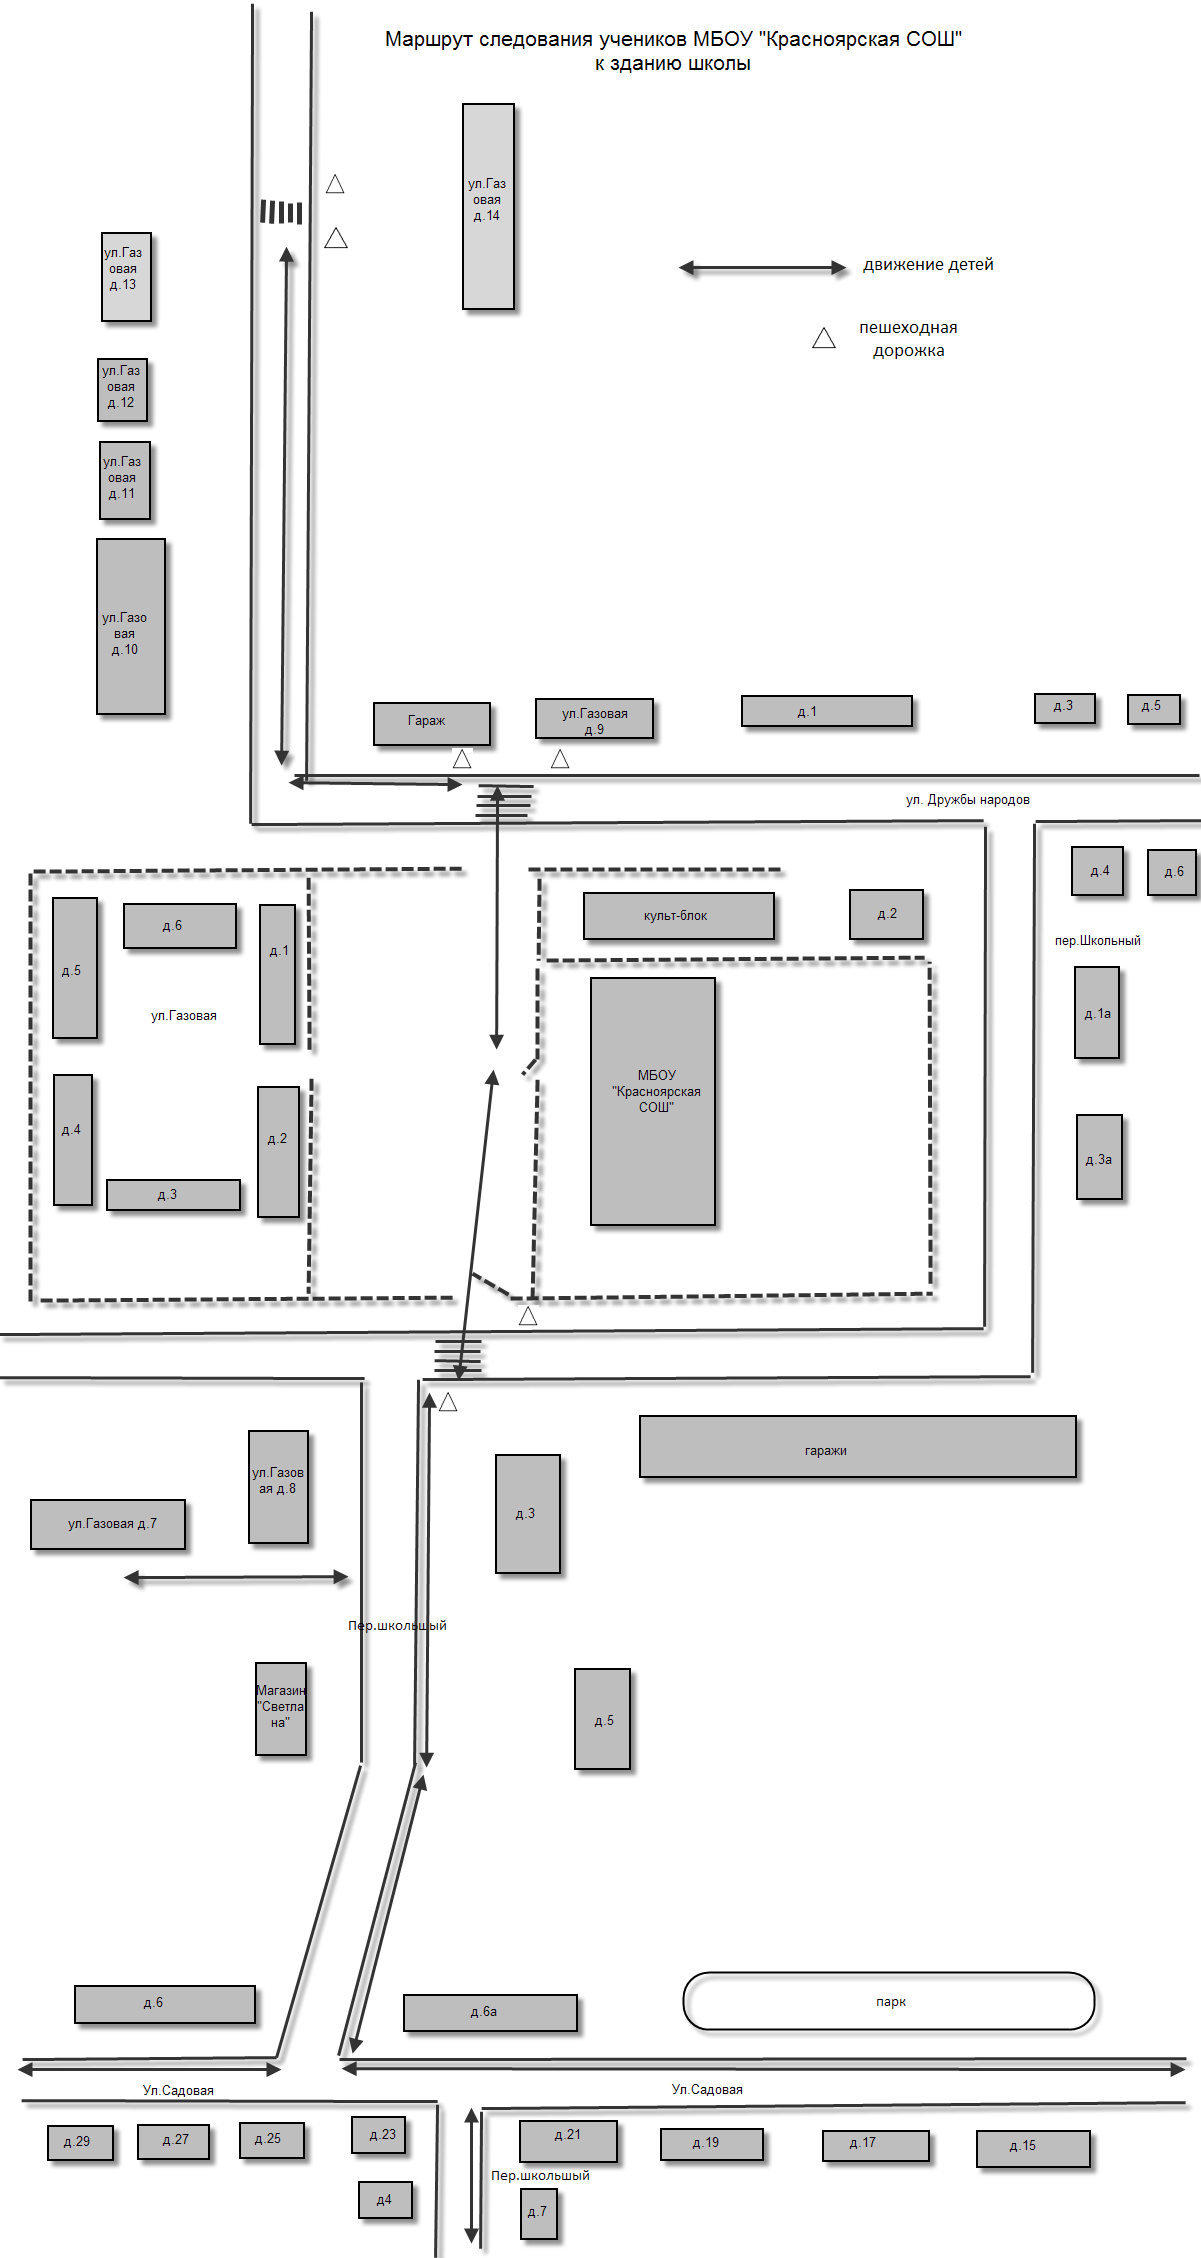 Маршрут следования учеников МБОУ "Красноярская СОШ"
к зданию школы
ул.Газ
овая
д.14
ул.Газ
овая
д.13
движение детей
пешеходная
дорожка
ул.Газ
овая
д.12
ул.Газ
овая
д.11
ул.Газо
вая
д.10
Гараж
ул.Газовая
д.9
д.1
д.3
д.5
ул. Дружбы народов
д.4
д.6
д.5
д.6
д.1
культ-блок
д.2
пер.Школьный
ул.Газовая
д.1а
МБОУ
"Красноярская
СОШ"
д.4
д.2
д.3
д.3а
гаражи
ул.Газов
ая д.8
ул.Газовая д.7
д.3
Пер.школьшый
Магазин
"Светла
на"
д.5
д.6
д.6а
парк
Ул.Садовая
Ул.Садовая
д.29
д.27
д.25
д.23
д.21
д.19
д.17
д.15
Пер.школьшый
д4
д.7